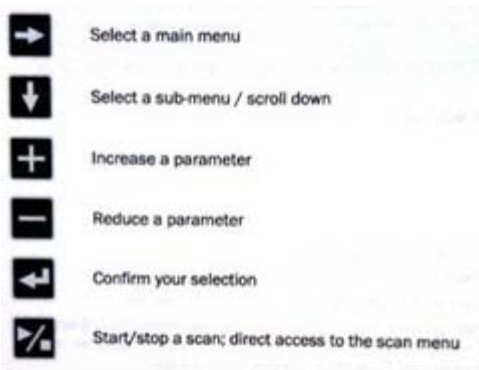 Select a main menu
Select a sub-menu / scroll down
Increase a parameter
Reduce a parameter
Confirm your selection
Start/stop a scan; direct access to the scan menu